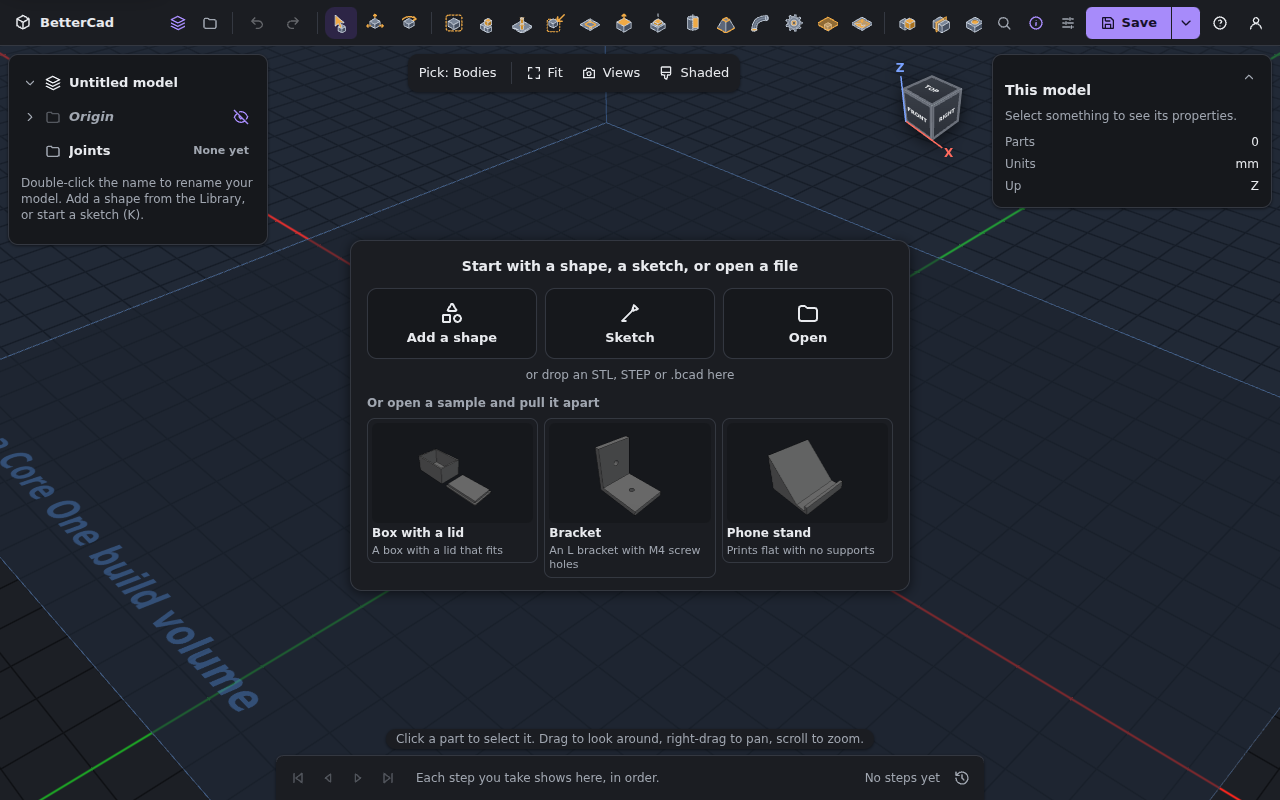 BetterCad
Save
Untitled model
Origin
Joints
None yet
Double-click the name to rename your
model. Add a shape from the Library,
or start a sketch (K).
Pick: Bodies
Fit
Views
Shaded
Z
TOP
FRONT
RIGHT
X
This model
Select something to see its properties.
Parts 0
Units mm
Up Z
Start with a shape, a sketch, or open a file
Add a shape
Sketch
Open
or drop an STL, STEP or .bcad here
Or open a sample and pull it apart
Box with a lid
A box with a lid that fits
Bracket
An L bracket with M4 screw
holes
Phone stand
Prints flat with no supports
Core One build volume
Click a part to select it. Drag to look around, right-drag to pan, scroll to zoom.
Each step you take shows here, in order.
No steps yet